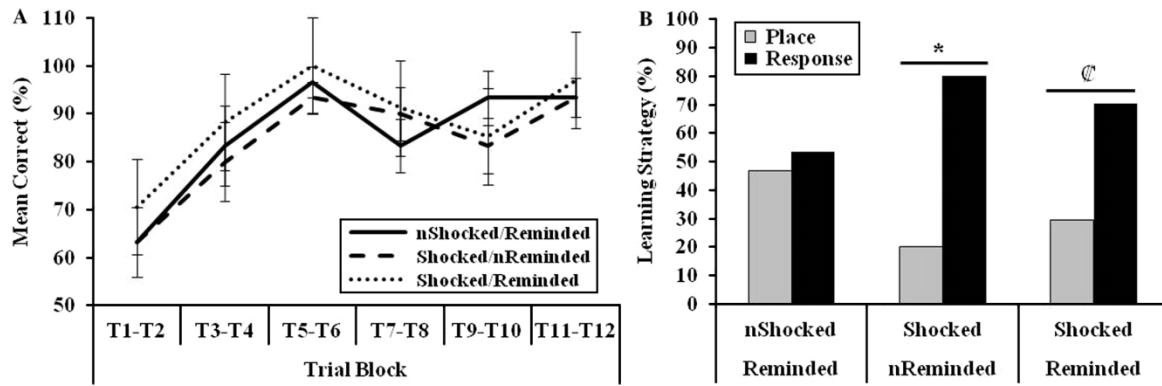 A
Mean Correct (%)
110
100
90
80
70
60
50
nShocked/Reminded
Shocked/nReminded
Shocked/Reminded
T1-T2 T3-T4 T5-T6 T7-T8 T9-T10 T11-T12
Trial Block
B
Learning Strategy (%)
100
90
80
70
60
50
40
30
20
10
0
Place
Response
*
₡
nShocked Shocked Shocked
Reminded nReminded Reminded